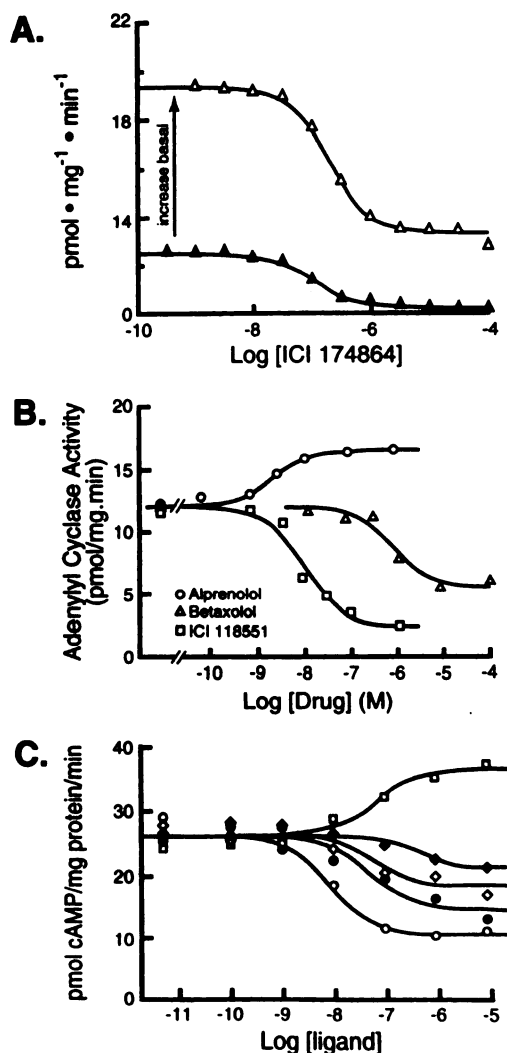 A.
22
18
14
0
pmol • mg⁻¹ • min⁻¹
increase basal
-10
-8
-6
-4
Log [ICI 174864]
B.
20
15
10
5
0
Adenylyl Cyclase Activity
(pmol/mg.min)
Alprenolol
Betaxolol
ICI 118551
-10
-9
-8
-7
-6
-5
-4
Log [Drug] (M)
C.
40
30
20
10
0
pmol cAMP/mg protein/min
-11
-10
-9
-8
-7
-6
-5
Log [ligand]